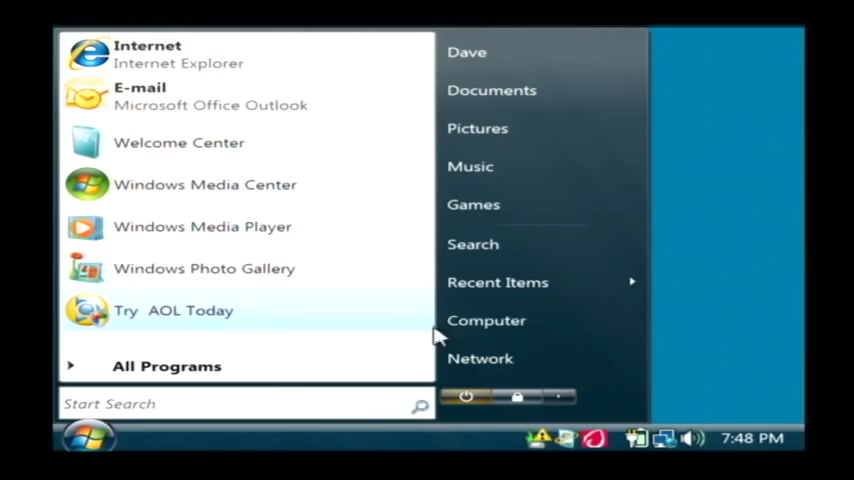 Internet
Internet Explorer
E-mail
Microsoft Office Outlook
Welcome Center
Windows Media Center
Windows Media Player
Windows Photo Gallery
Try AOL Today
All Programs
Start Search
Dave
Documents
Pictures
Music
Games
Search
Recent Items
Computer
Network
7:48 PM